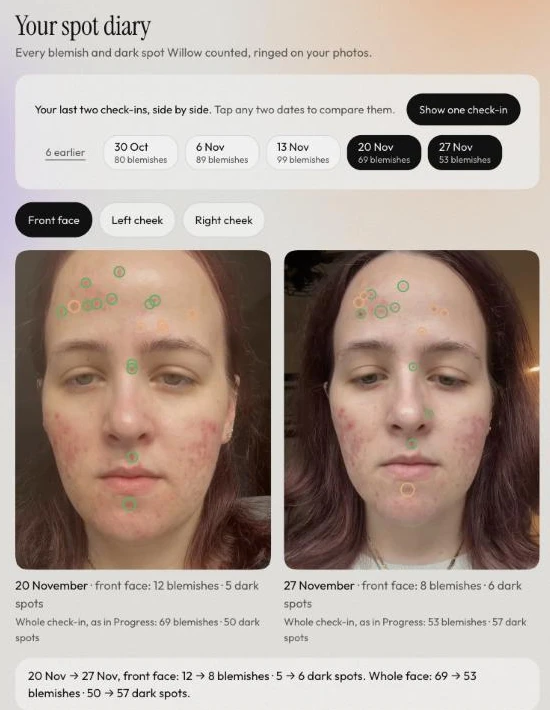 Your spot diary
Every blemish and dark spot Willow counted, ringed on your photos.
Your last two check-ins, side by side. Tap any two dates to compare them.
Show one check-in
6 earlier
30 Oct
80 blemishes
6 Nov
89 blemishes
13 Nov
99 blemishes
20 Nov
69 blemishes
27 Nov
53 blemishes
Front face
Left cheek
Right cheek
20 November · front face: 12 blemishes · 5 dark
spots
Whole check-in, as in Progress: 69 blemishes · 50 dark
spots
27 November · front face: 8 blemishes · 6 dark
spots
Whole check-in, as in Progress: 53 blemishes · 57 dark
spots
20 Nov → 27 Nov, front face: 12 → 8 blemishes · 5 → 6 dark spots. Whole face: 69 → 53
blemishes · 50 → 57 dark spots.